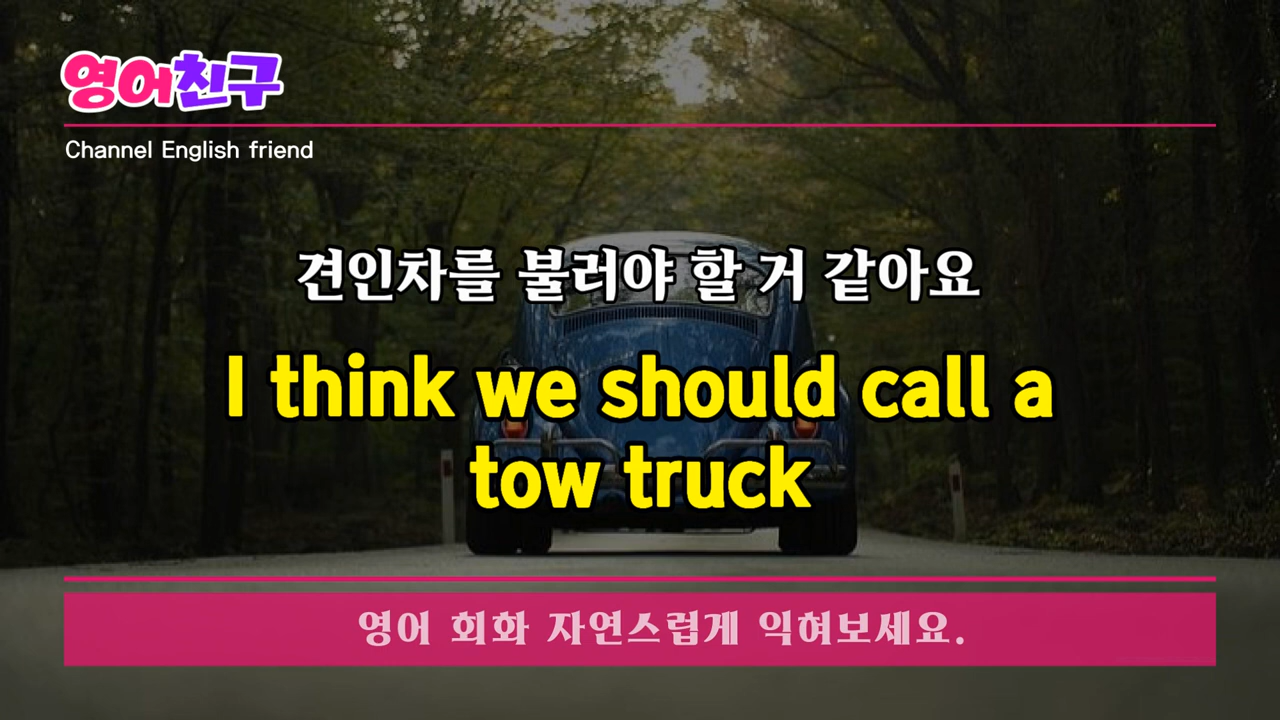 영어친구
Channel English friend
견인차를 불러야 할 거 같아요
I think we should call a
tow truck
영어 회화 자연스럽게 익혀보세요.